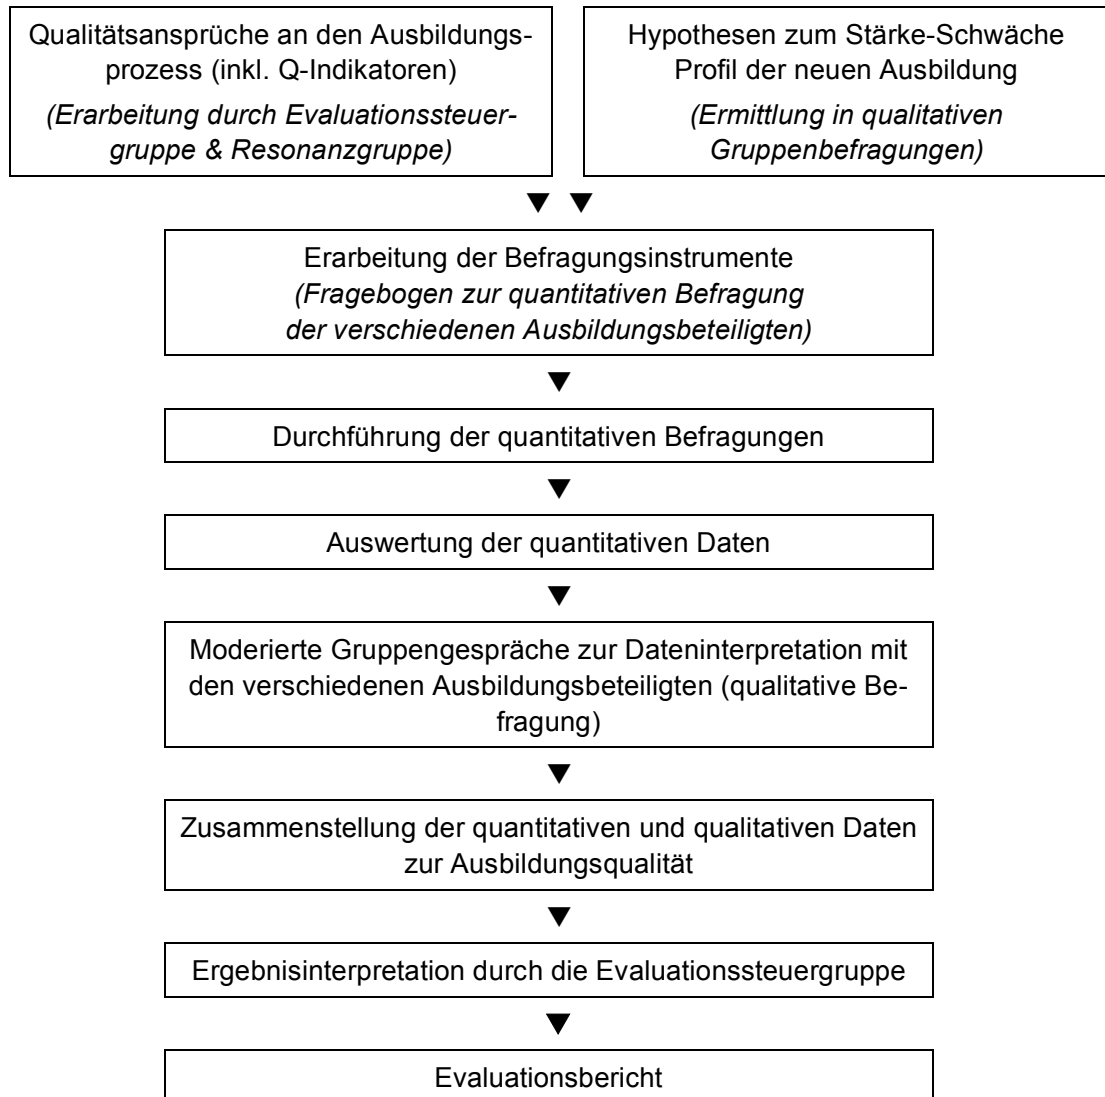 Qualitätsansprüche an den Ausbildungs-
prozess (inkl. Q-Indikatoren)
(Erarbeitung durch Evaluationssteuer-
gruppe & Resonanzgruppe)
Hypothesen zum Stärke-Schwäche
Profil der neuen Ausbildung
(Ermittlung in qualitativen
Gruppenbefragungen)
Erarbeitung der Befragungsinstrumente
(Fragebogen zur quantitativen Befragung
der verschiedenen Ausbildungsbeteiligten)
Durchführung der quantitativen Befragungen
Auswertung der quantitativen Daten
Moderierte Gruppengespräche zur Dateninterpretation mit
den verschiedenen Ausbildungsbeteiligten (qualitative Be-
fragung)
Zusammenstellung der quantitativen und qualitativen Daten
zur Ausbildungsqualität
Ergebnisinterpretation durch die Evaluationssteuergruppe
Evaluationsbericht